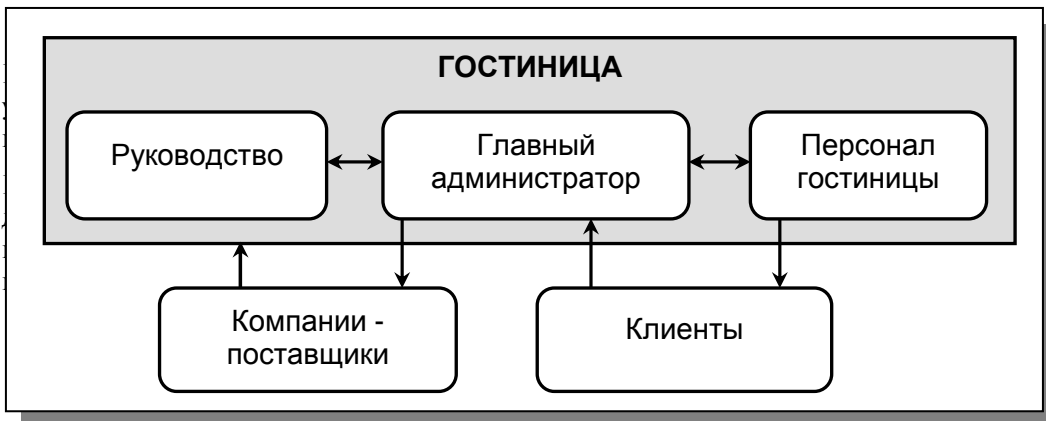 ГОСТИНИЦА
Руководство
Главный
администратор
Персонал
гостиницы
Компании -
поставщики
Клиенты